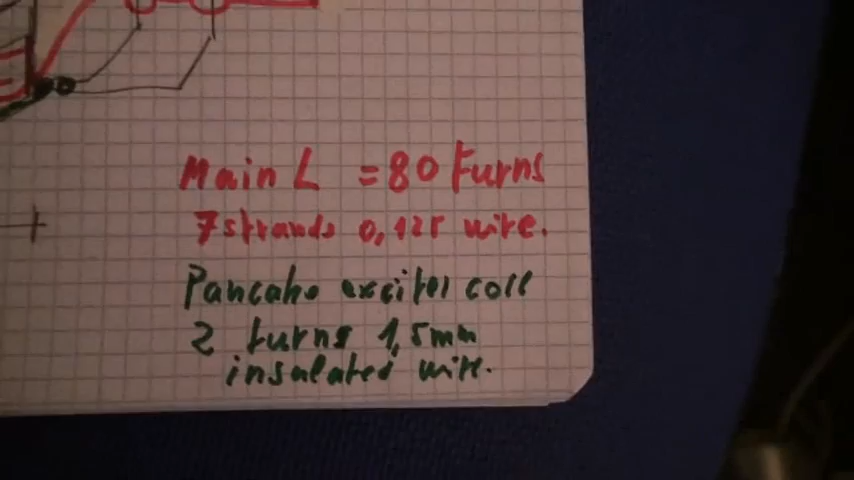 Main L = 80 turns
7 strands 0,125 wire.
Pancake exciter coil
2 turns 1,5mm
insulated wire.